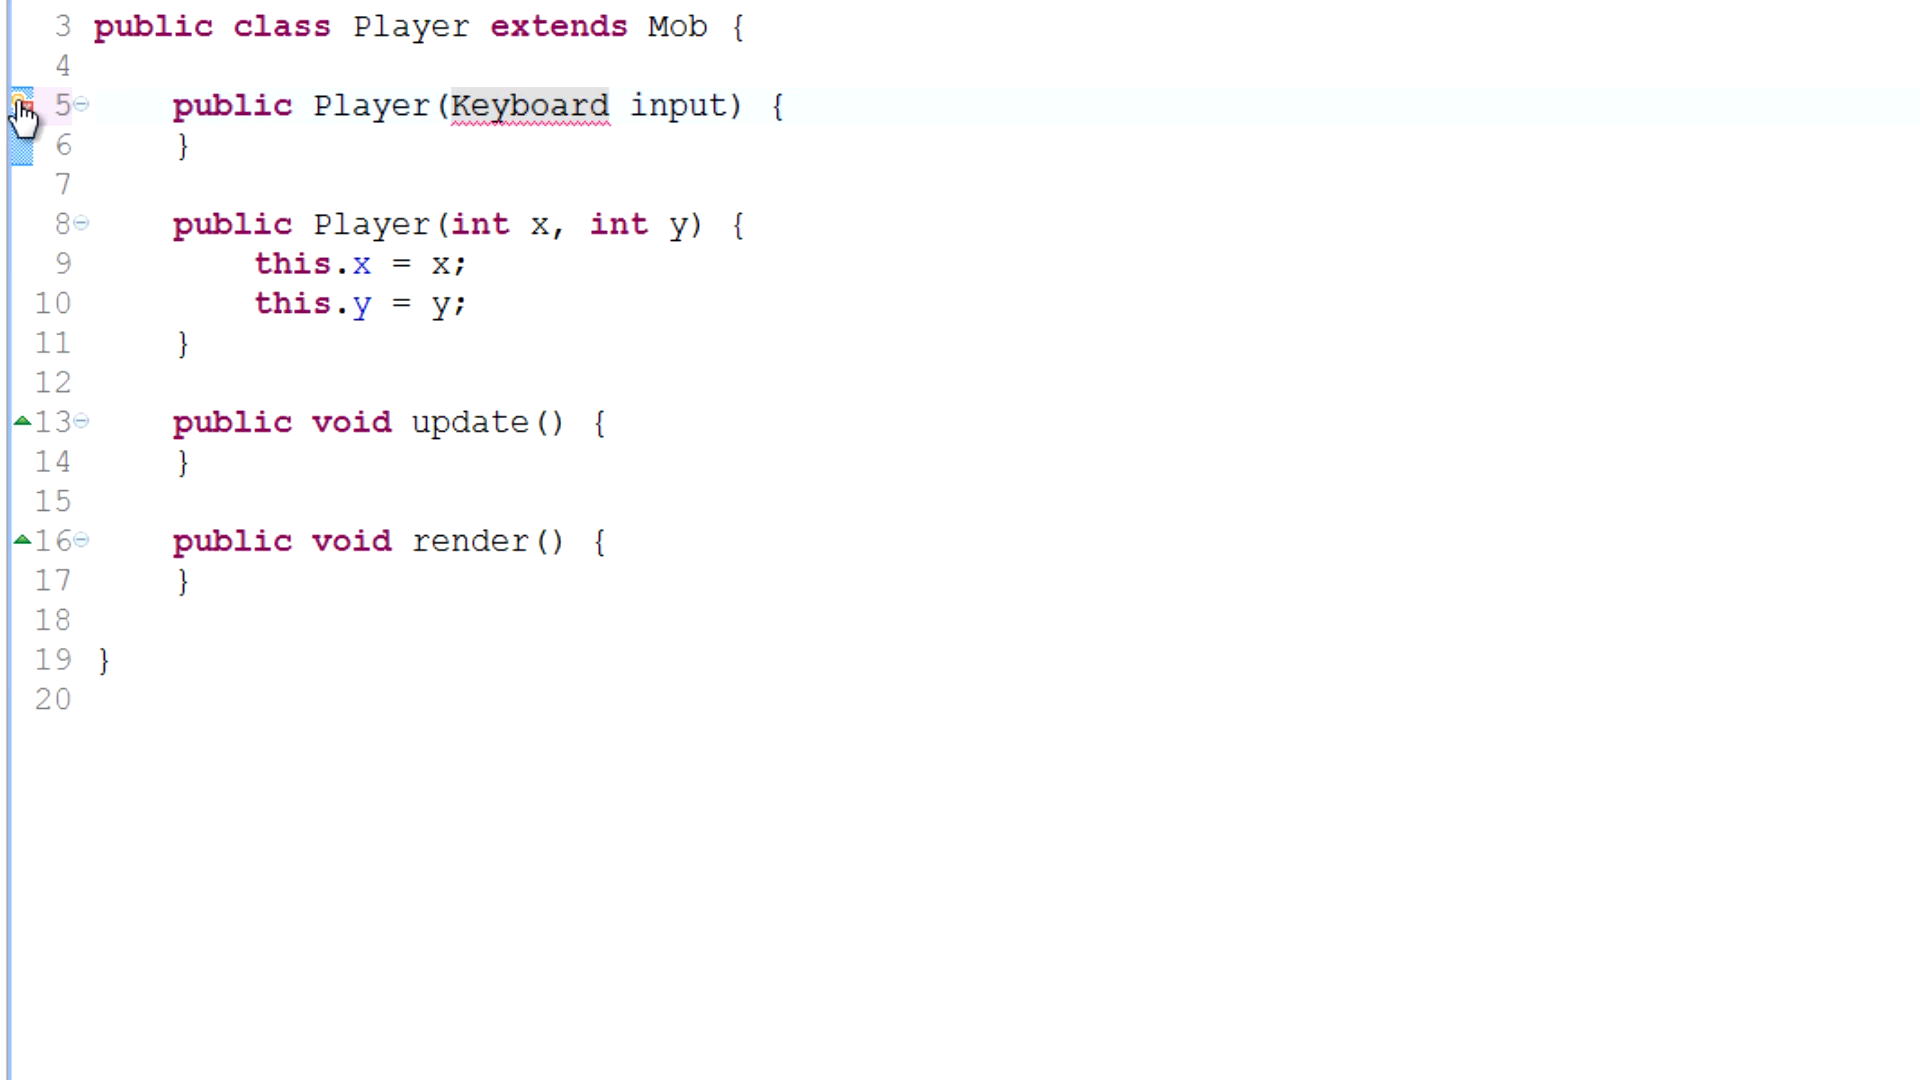 3 public class Player extends Mob {
4
5 public Player(Keyboard input) {
6 }
7
8 public Player(int x, int y) {
9 this.x = x;
10 this.y = y;
11 }
12
13 public void update() {
14 }
15
16 public void render() {
17 }
18
19 }
20